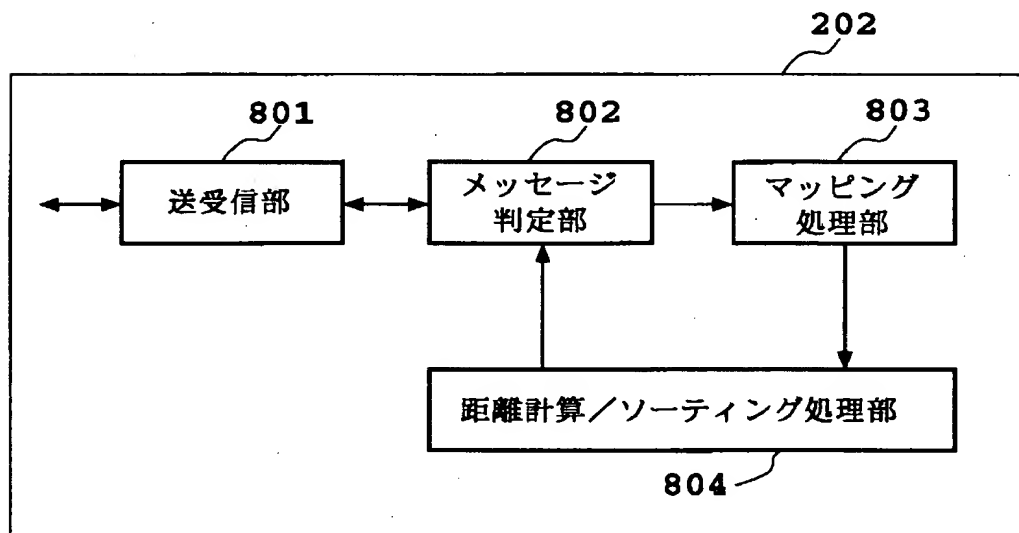 202
801
802
803
送受信部
メッセージ
判定部
マッピング
処理部
距離計算／ソーティング処理部
804